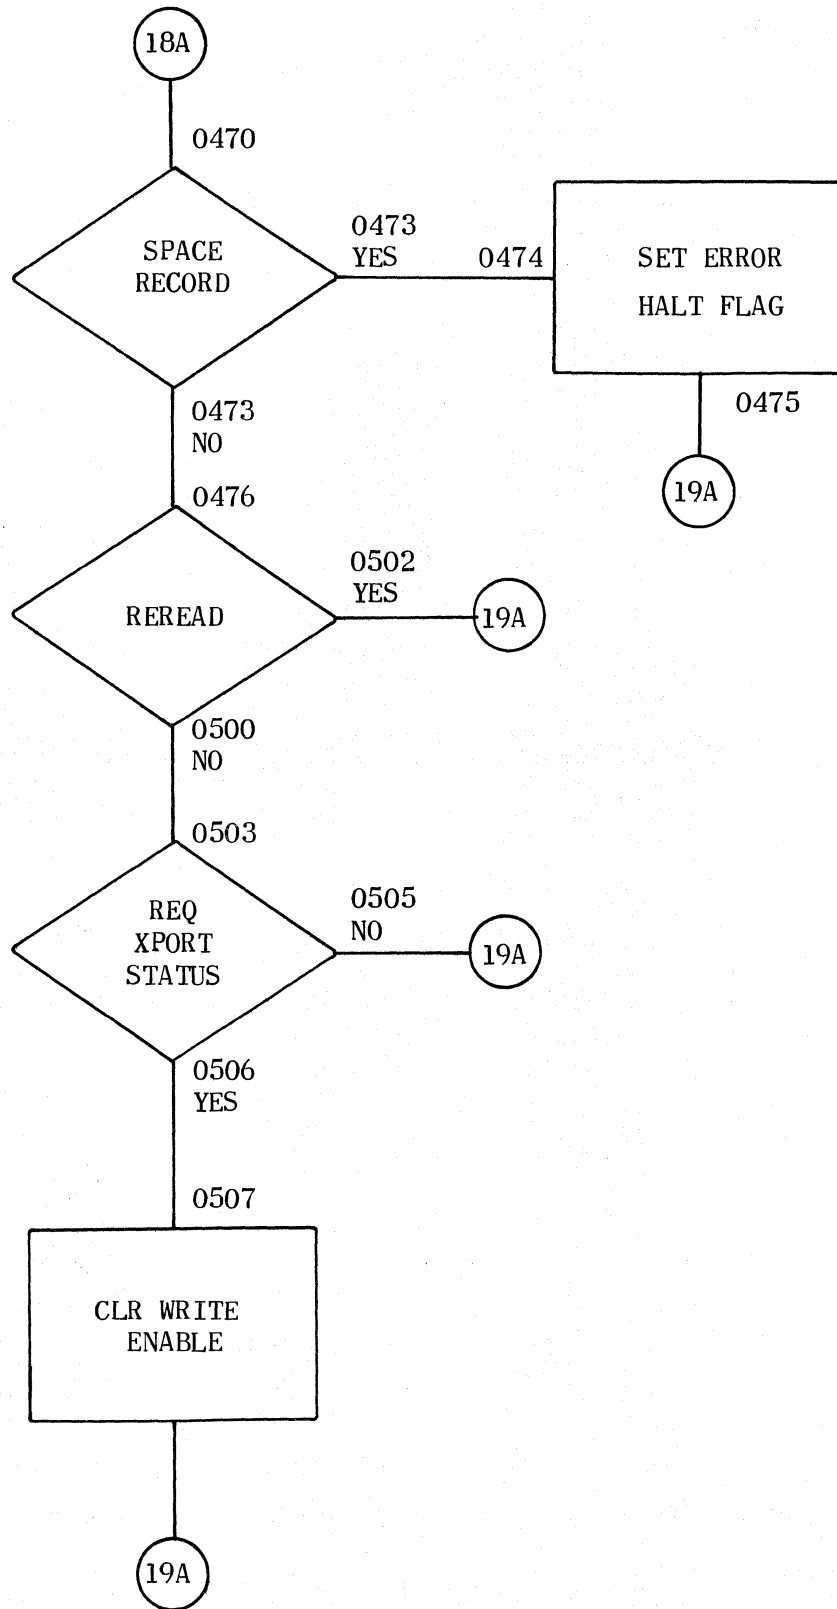 18A
0470
SPACE
RECORD
0473
YES
0474
SET ERROR
HALT FLAG
0475
19A
0473
NO
0476
REREAD
0502
YES
19A
0500
NO
0503
REQ
XPORT
STATUS
0505
NO
19A
0506
YES
0507
CLR WRITE
ENABLE
19A